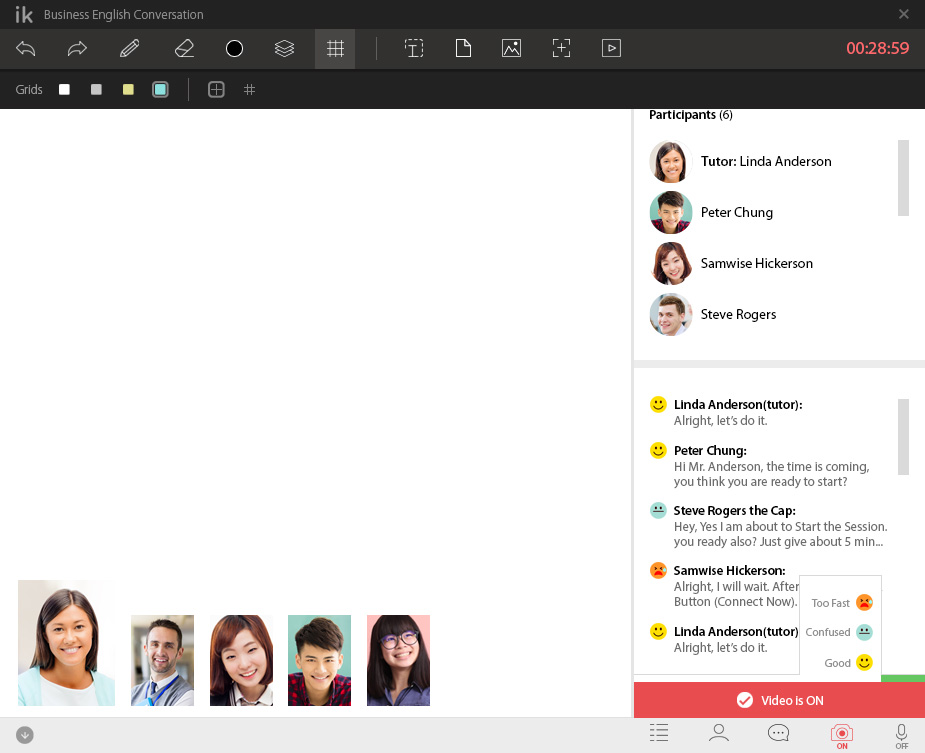 ik Business English Conversation
00:28:59
Grids
Participants (6)
Tutor: Linda Anderson
Peter Chung
Samwise Hickerson
Steve Rogers
Linda Anderson(tutor):
Alright, let's do it.
Peter Chung:
Hi Mr. Anderson, the time is coming,
you think you are ready to start?
Steve Rogers the Cap:
Hey, Yes I am about to Start the Session.
you ready also? Just give about 5 min...
Samwise Hickerson:
Alright, I will wait. After
Button (Connect Now).
Linda Anderson(tutor)
Alright, let's do it.
Too Fast
Confused
Good
Video is ON
ON
OFF